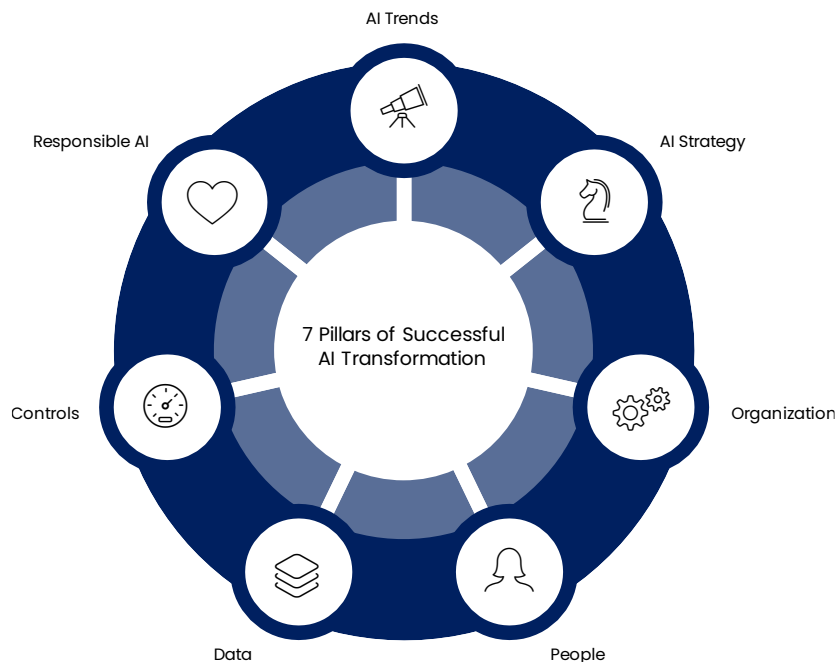 AI Trends
Responsible AI
AI Strategy
7 Pillars of Successful
AI Transformation
Controls
Organization
Data
People